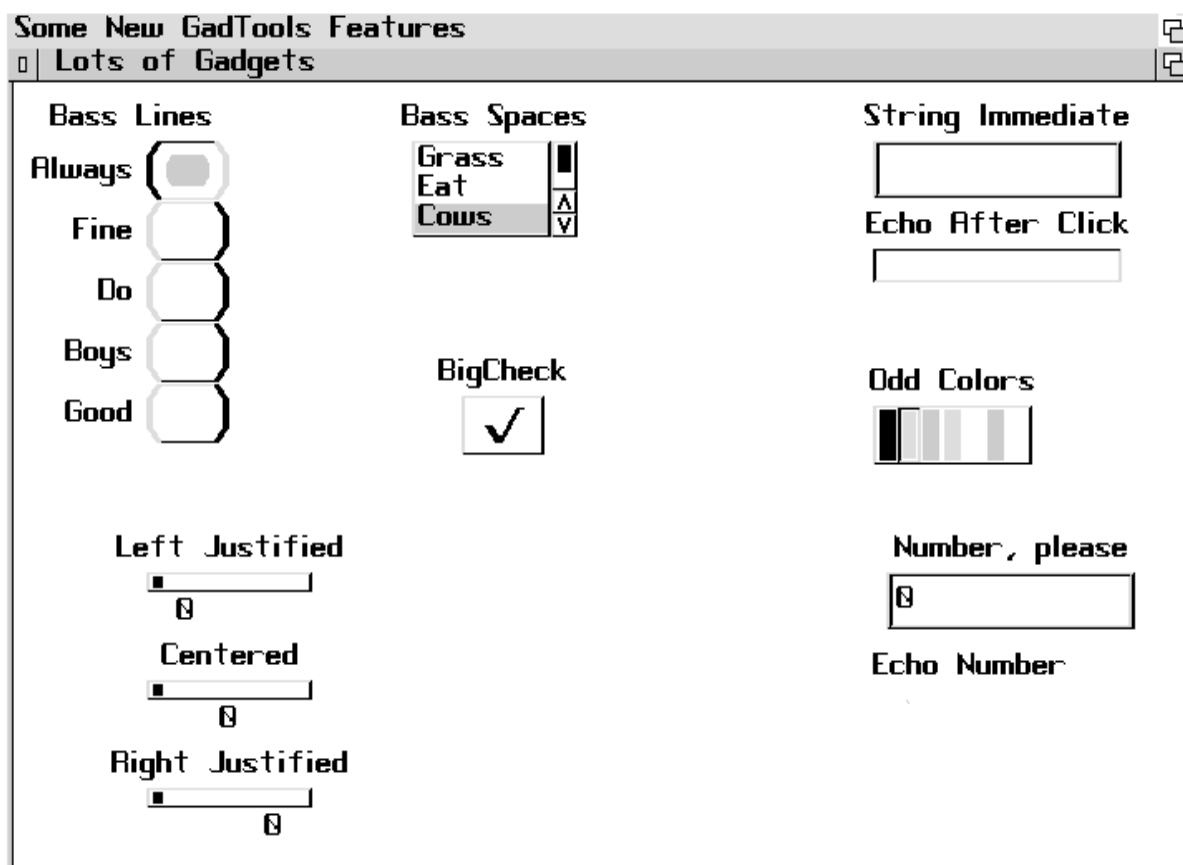 Some New GadTools Features
Lots of Gadgets
Bass Lines
Always
Fine
Do
Boys
Good
Bass Spaces
Grass
Eat
Cows
String Immediate
Echo After Click
BigCheck
Odd Colors
Left Justified
0
Centered
0
Right Justified
0
Number, please
0
Echo Number